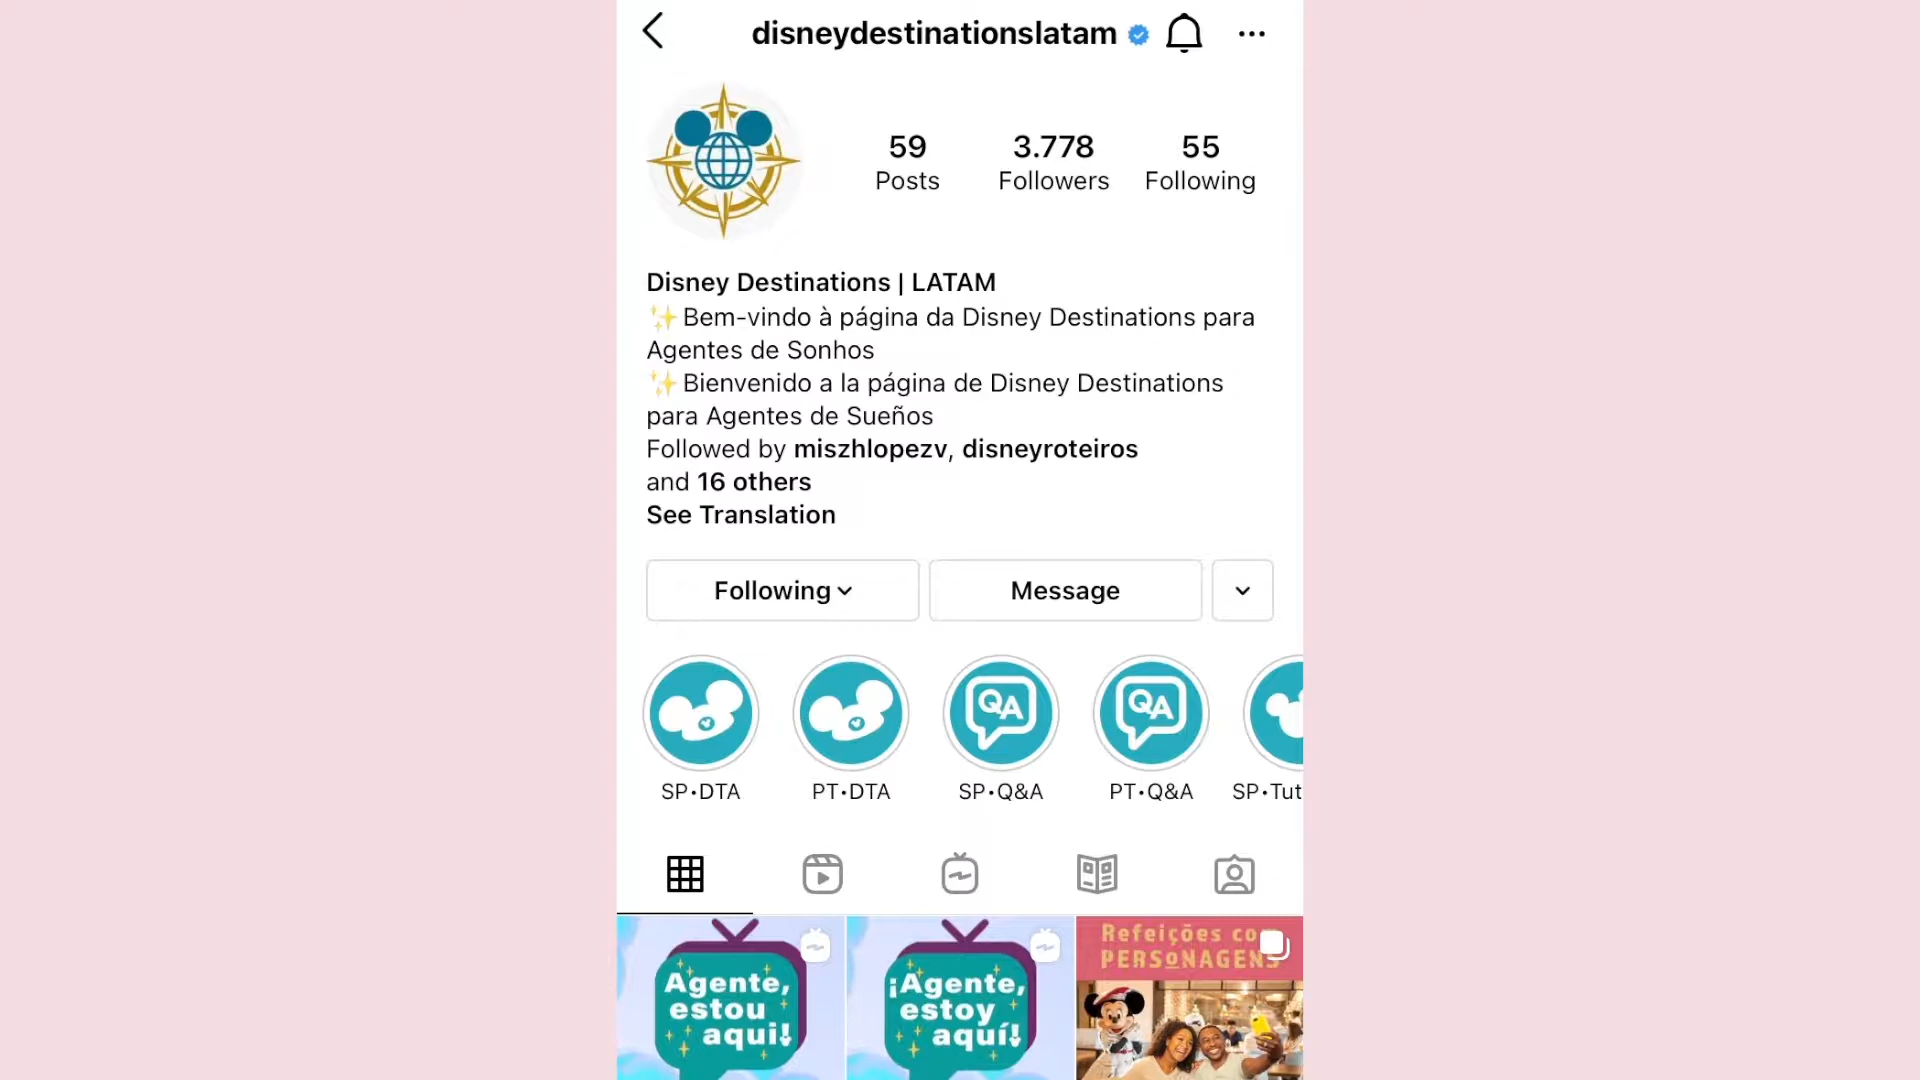 disneydestinationslatam
59
Posts
3.778
Followers
55
Following
Disney Destinations | LATAM
✨Bem-vindo à página da Disney Destinations para
Agentes de Sonhos
✨Bienvenido a la página de Disney Destinations
para Agentes de Sueños
Followed by miszhlopezv, disneyroteiros
and 16 others
See Translation
Following
Message
QA
QA
SP•DTA
PT•DTA
SP•Q&A
PT•Q&A
SP•Tut
Agente,
estou
aqui!
¡Agente,
estoy
aquí!
Refeições co
PERSONAGENS